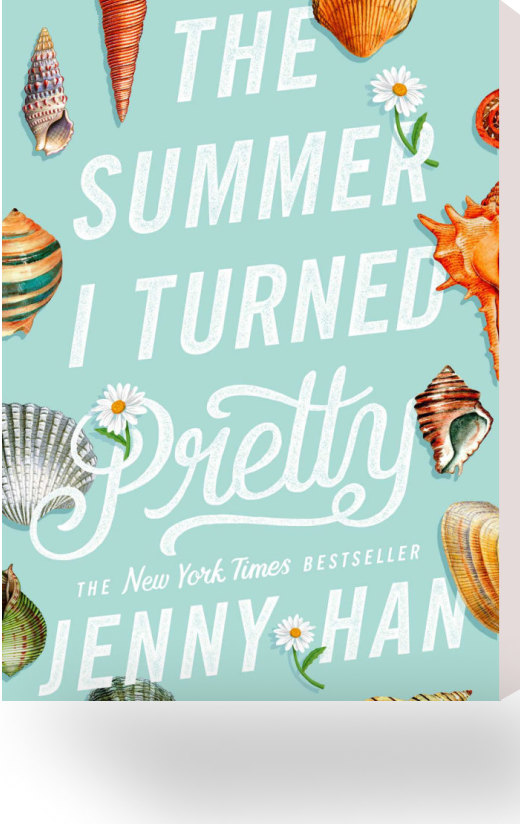 THE
SUMMER
I TURNED
Pretty
THE New York Times BESTSELLER
JENNY HAN